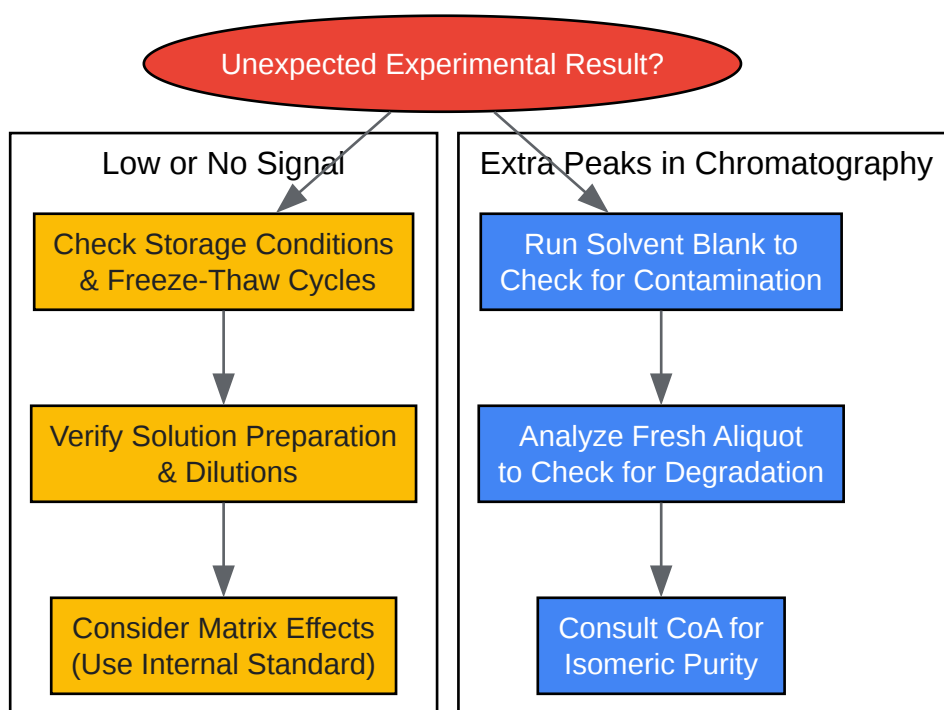 Unexpected Experimental Result?
Low or No Signal
Check Storage Conditions
& Freeze-Thaw Cycles
Verify Solution Preparation
& Dilutions
Consider Matrix Effects
(Use Internal Standard)
Extra Peaks in Chromatography
Run Solvent Blank to
Check for Contamination
Analyze Fresh Aliquot
to Check for Degradation
Consult CoA for
Isomeric Purity